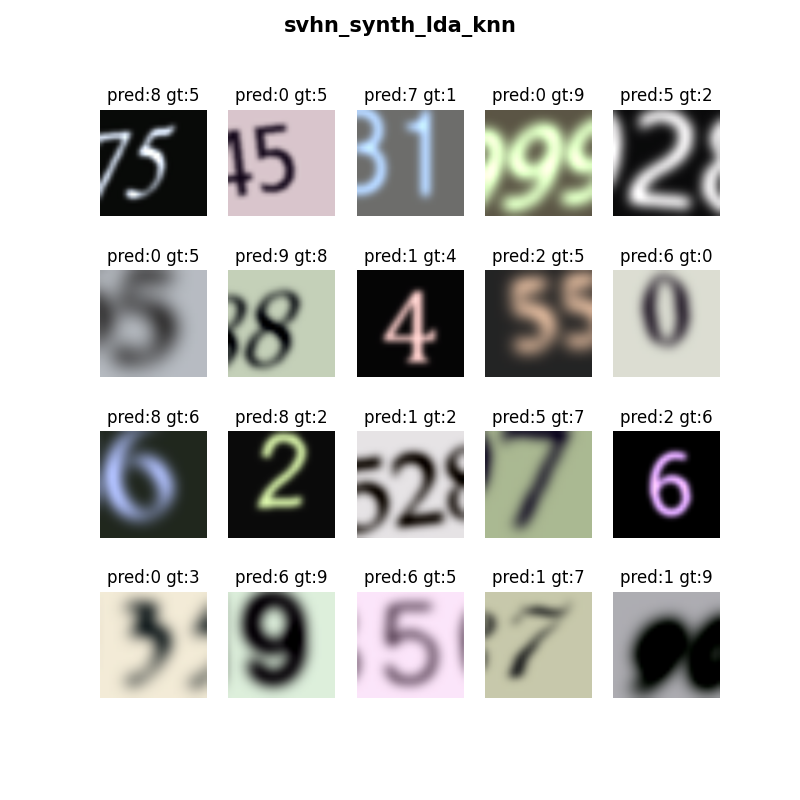 svhn_synth_lda_knn
pred:8 gt:5 pred:0 gt:5 pred:7 gt:1 pred:0 gt:9 pred:5 gt:2
75 45 31 999 28
pred:0 gt:5 pred:9 gt:8 pred:1 gt:4 pred:2 gt:5 pred:6 gt:0
5 88 4 55 0
pred:8 gt:6 pred:8 gt:2 pred:1 gt:2 pred:5 gt:7 pred:2 gt:6
6 2 528 7 6
pred:0 gt:3 pred:6 gt:9 pred:6 gt:5 pred:1 gt:7 pred:1 gt:9
3 9 5 7 9